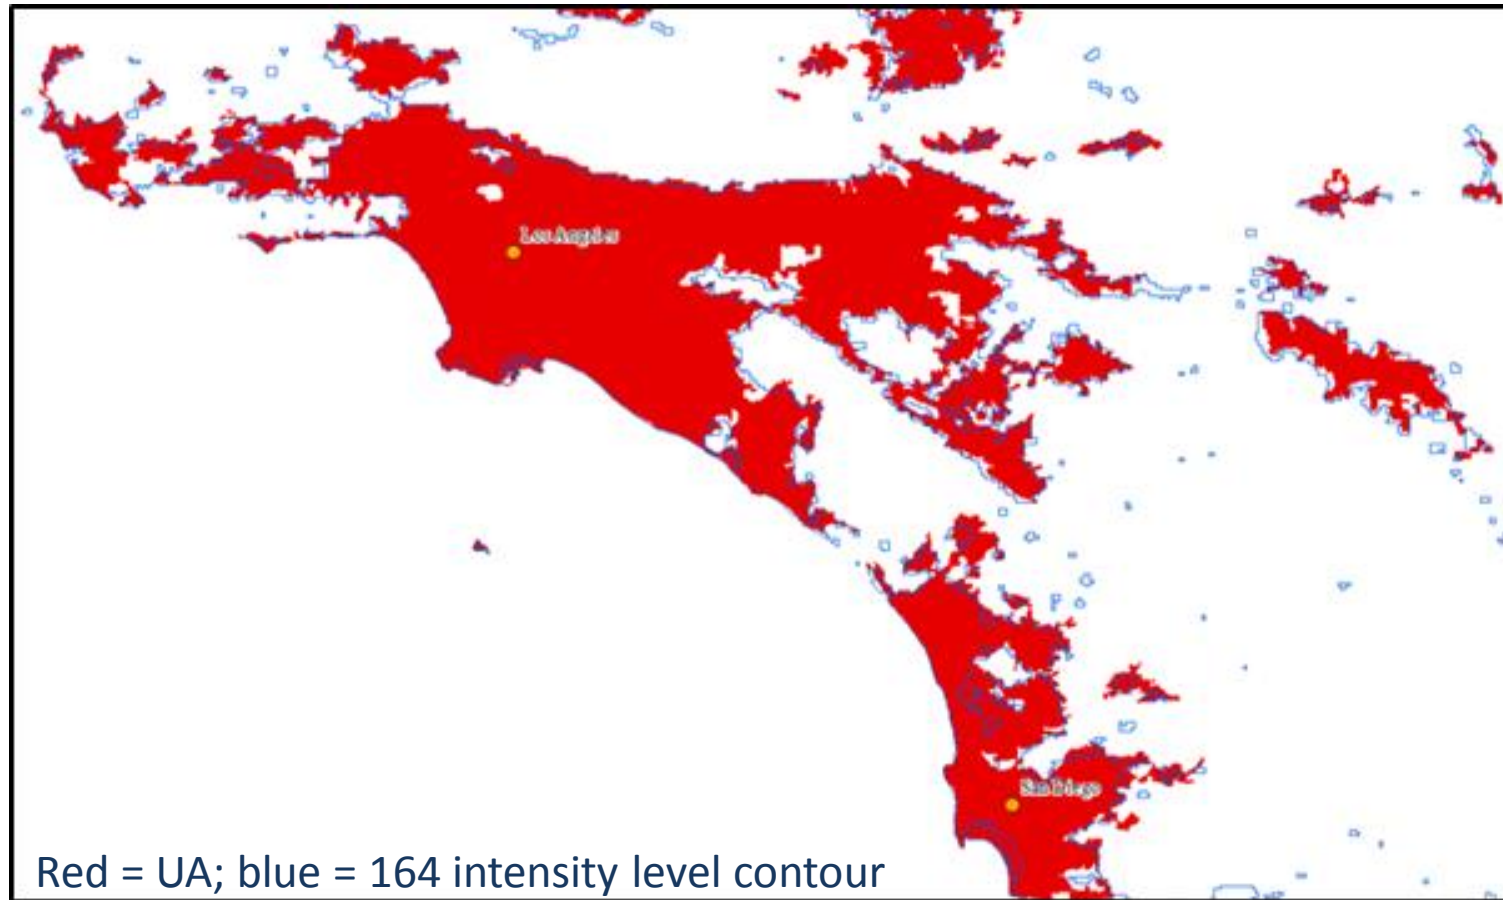 Los Angeles
San Diego
Red = UA; blue = 164 intensity level contour